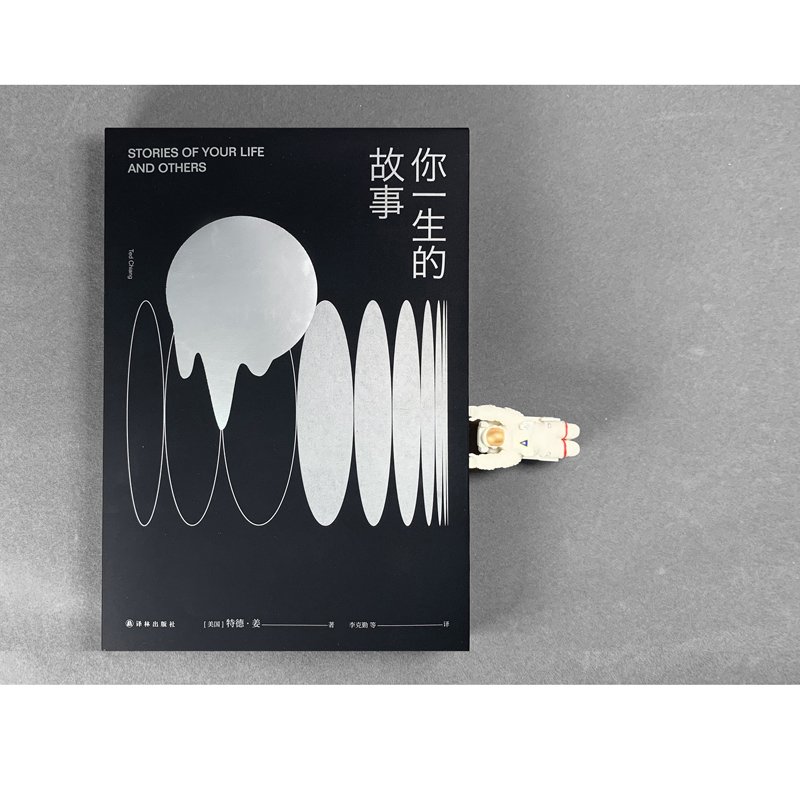 STORIES OF YOUR LIFE
AND OTHERS
你一生的
故事
Ted Chiang
译林出版社
[美国] 特德·姜 著
李克勤 等 译